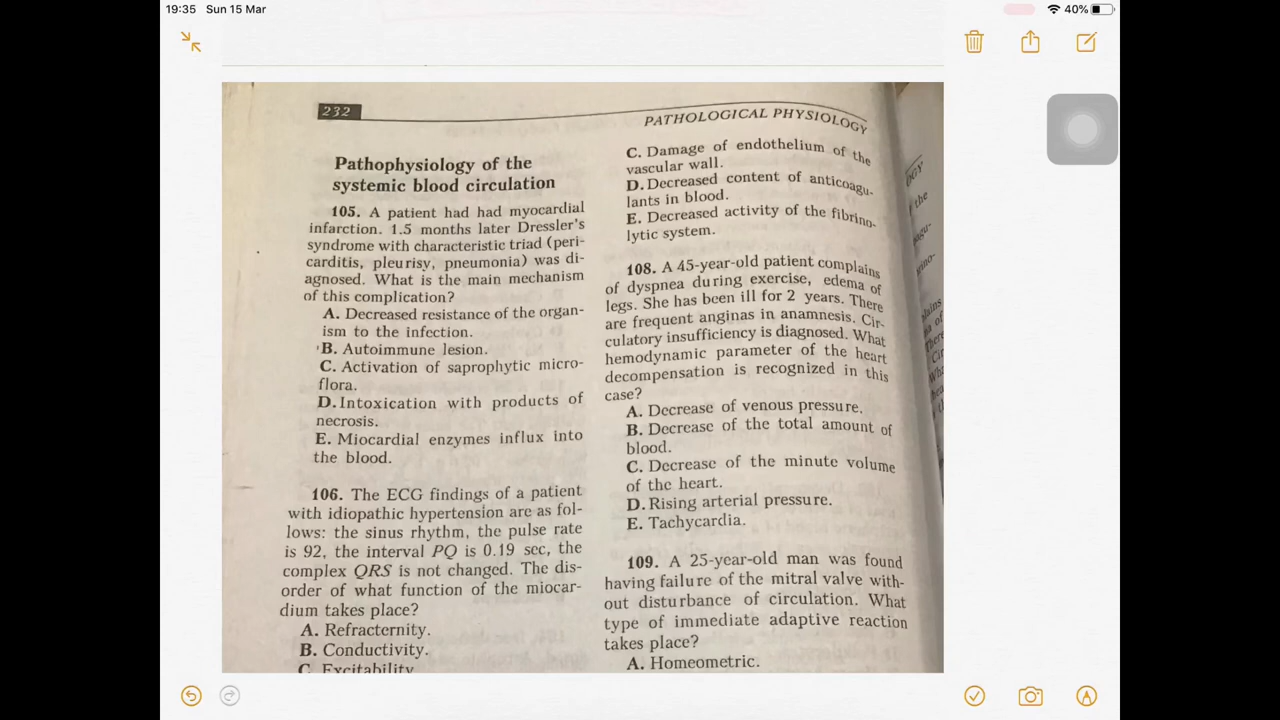 19:35 Sun 15 Mar
40%
232
PATHOLOGICAL PHYSIOLOGY
Pathophysiology of the
systemic blood circulation
105. A patient had had myocardial
infarction. 1.5 months later Dressler's
syndrome with characteristic triad (peri-
carditis, pleurisy, pneumonia) was di-
agnosed. What is the main mechanism
of this complication?
A. Decreased resistance of the organ-
ism to the infection.
B. Autoimmune lesion.
C. Activation of saprophytic micro-
flora.
D. Intoxication with products of
necrosis.
E. Miocardial enzymes influx into
the blood.
106. The ECG findings of a patient
with idiopathic hypertension are as fol-
lows: the sinus rhythm, the pulse rate
is 92, the interval PQ is 0.19 sec, the
complex QRS is not changed. The dis-
order of what function of the miocar-
dium takes place?
A. Refracternity.
B. Conductivity.
C. Excitability
C. Damage of endothelium of the
vascular wall.
D. Decreased content of anticoagu-
lants in blood.
E. Decreased activity of the fibrino-
lytic system.
108. A 45-year-old patient complains
of dyspnea during exercise, edema of
legs. She has been ill for 2 years. There
are frequent anginas in anamnesis. Cir-
culatory insufficiency is diagnosed. What
hemodynamic parameter of the heart
decompensation is recognized in this
case?
A. Decrease of venous pressure.
B. Decrease of the total amount of
blood.
C. Decrease of the minute volume
of the heart.
D. Rising arterial pressure.
E. Tachycardia.
109. A 25-year-old man was found
having failure of the mitral valve with-
out disturbance of circulation. What
type of immediate adaptive reaction
takes place?
A. Homeometric.